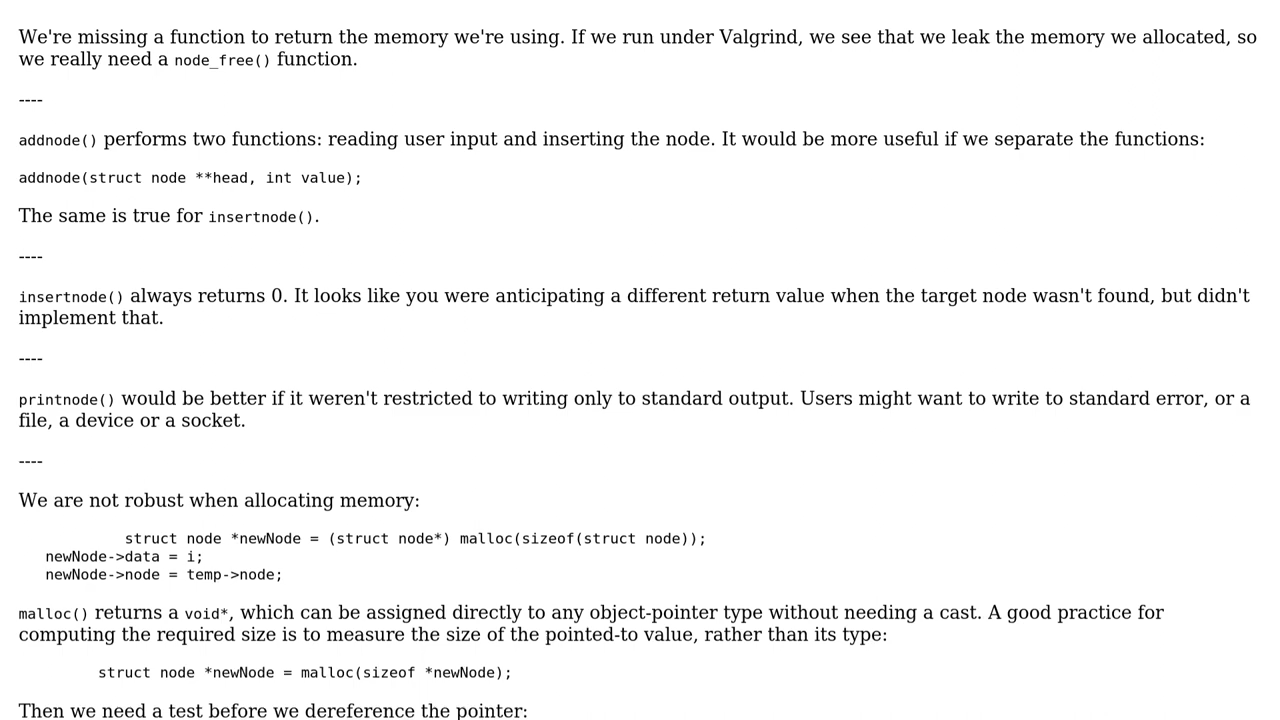 We're missing a function to return the memory we're using. If we run under Valgrind, we see that we leak the memory we allocated, so
we really need a node_free() function.
----
addnode() performs two functions: reading user input and inserting the node. It would be more useful if we separate the functions:
addnode(struct node **head, int value);
The same is true for insertnode().
----
insertnode() always returns 0. It looks like you were anticipating a different return value when the target node wasn't found, but didn't
implement that.
----
printnode() would be better if it weren't restricted to writing only to standard output. Users might want to write to standard error, or a
file, a device or a socket.
----
We are not robust when allocating memory:
struct node *newNode = (struct node*) malloc(sizeof(struct node));
newNode->data = i;
newNode->node = temp->node;
malloc() returns a void*, which can be assigned directly to any object-pointer type without needing a cast. A good practice for
computing the required size is to measure the size of the pointed-to value, rather than its type:
struct node *newNode = malloc(sizeof *newNode);
Then we need a test before we dereference the pointer: